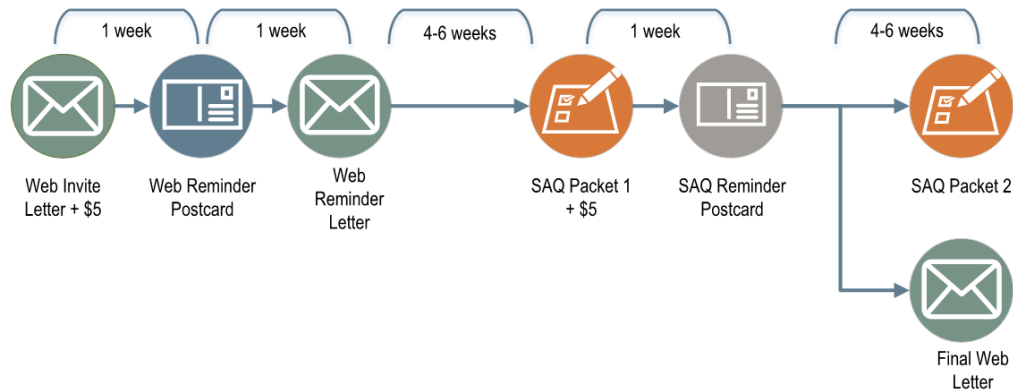 1 week
1 week
4-6 weeks
1 week
4-6 weeks
Web Invite
Letter + $5
Web Reminder
Postcard
Web
Reminder
Letter
SAQ Packet 1
+ $5
SAQ Reminder
Postcard
SAQ Packet 2
Final Web
Letter